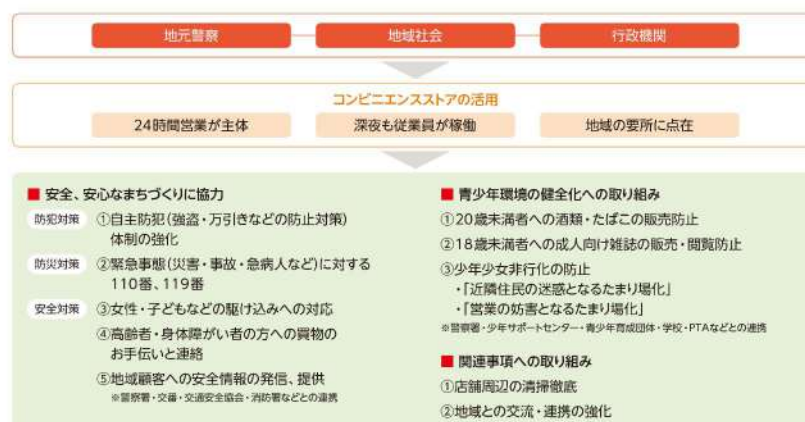 地元警察
地域社会
行政機関
コンビニエンスストアの活用
24時間営業が主体
深夜も従業員が稼働
地域の要所に点在
■ 安全、安心なまちづくりに協力
防犯対策 ①自主防犯(強盗・万引きなどの防止対策)
体制の強化
防災対策 ②緊急事態(災害・事故・急病人など)に対する
110番、119番
安全対策 ③女性・子どもなどの駆け込みへの対応
④高齢者・身体障がい者の方への買物の
お手伝いと連絡
⑤地域顧客への安全情報の発信、提供
※警察署・交番・交通安全協会・消防署などとの連携
■ 青少年環境の健全化への取り組み
①20歳未満者への酒類・たばこの販売防止
②18歳未満者への成人向け雑誌の販売・閲覧防止
③少年少女非行化の防止
・「近隣住民の迷惑となるたまり場化」
・「営業の妨害となるたまり場化」
※警察署・少年サポートセンター・青少年育成団体・学校・PTAなどとの連携
■ 関連事項への取り組み
①店舗周辺の清掃徹底
②地域との交流・連携の強化